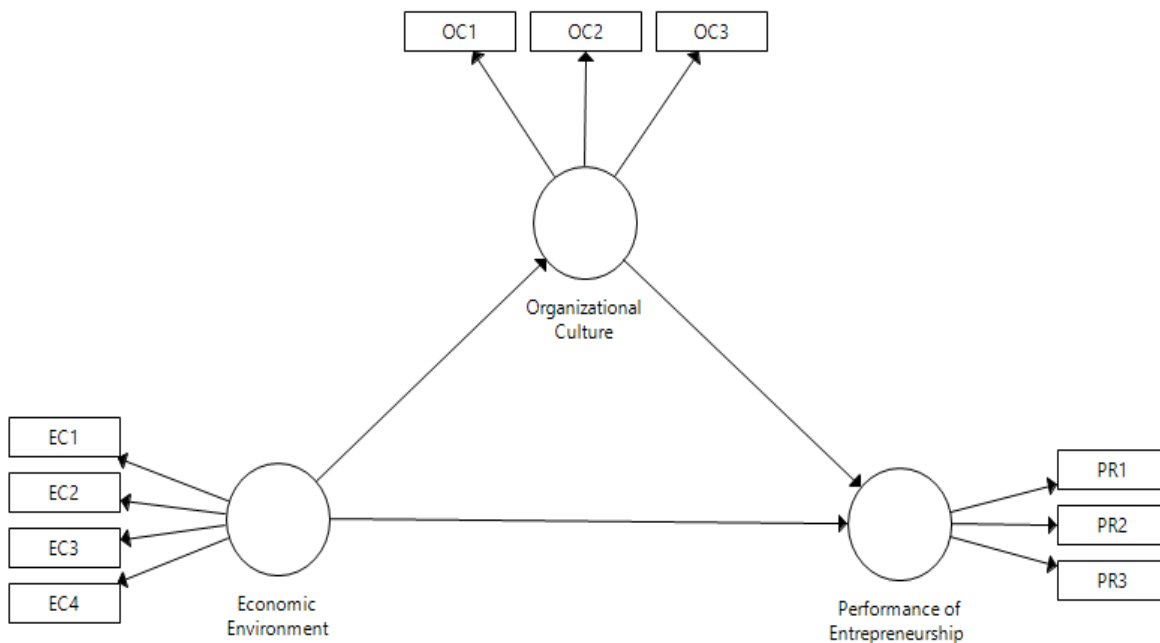 OC1
OC2
OC3
Organizational
Culture
EC1
EC2
EC3
EC4
Economic
Environment
PR1
PR2
PR3
Performance of
Entrepreneurship